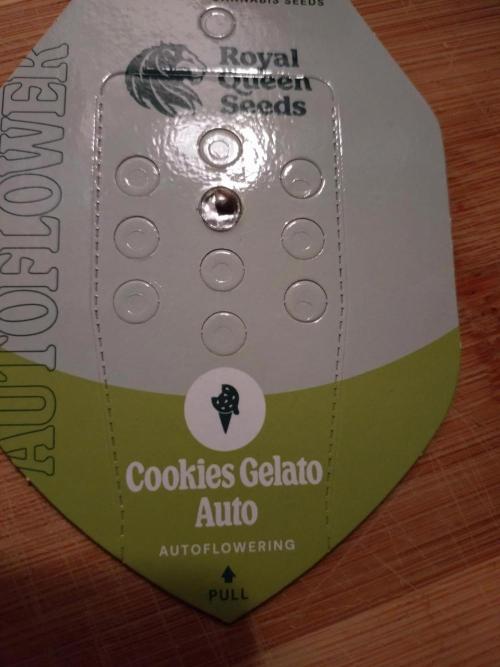 CANNABIS SEEDS
Royal
Queen
Seeds
AUTOFLOWER
Cookies Gelato
Auto
AUTOFLOWERING
PULL